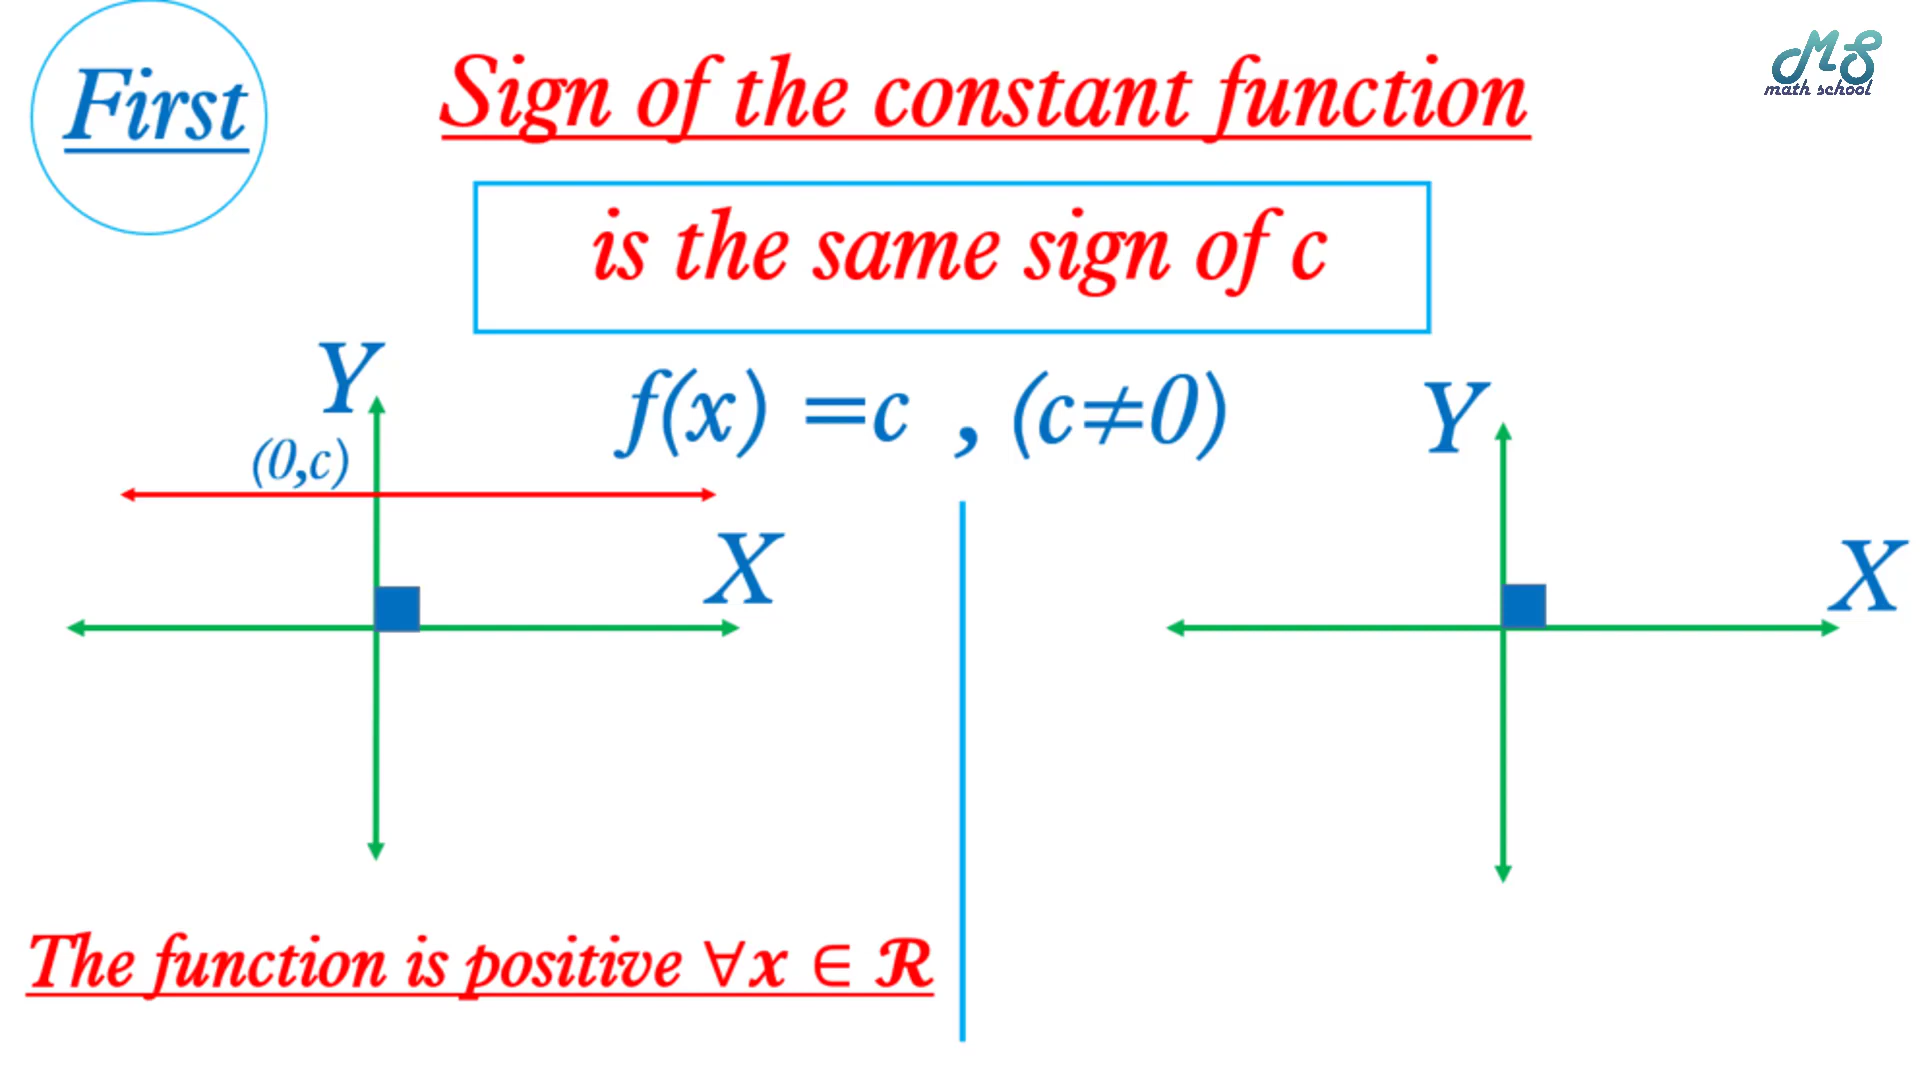 First
Sign of the constant function
MS
math school
is the same sign of c
f(x) =c , (c≠0)
Y
(0,c)
X
Y
X
The function is positive ∀x ∈ ℛ